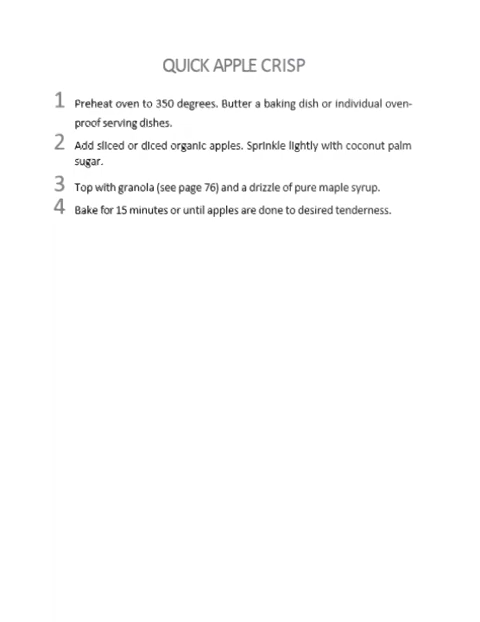 QUICK APPLE CRISP
1 Preheat oven to 350 degrees. Butter a baking dish or individual oven-
proof serving dishes.
2 Add sliced or diced organic apples. Sprinkle lightly with coconut palm
sugar.
3 Top with granola (see page 76) and a drizzle of pure maple syrup.
4 Bake for 15 minutes or until apples are done to desired tenderness.